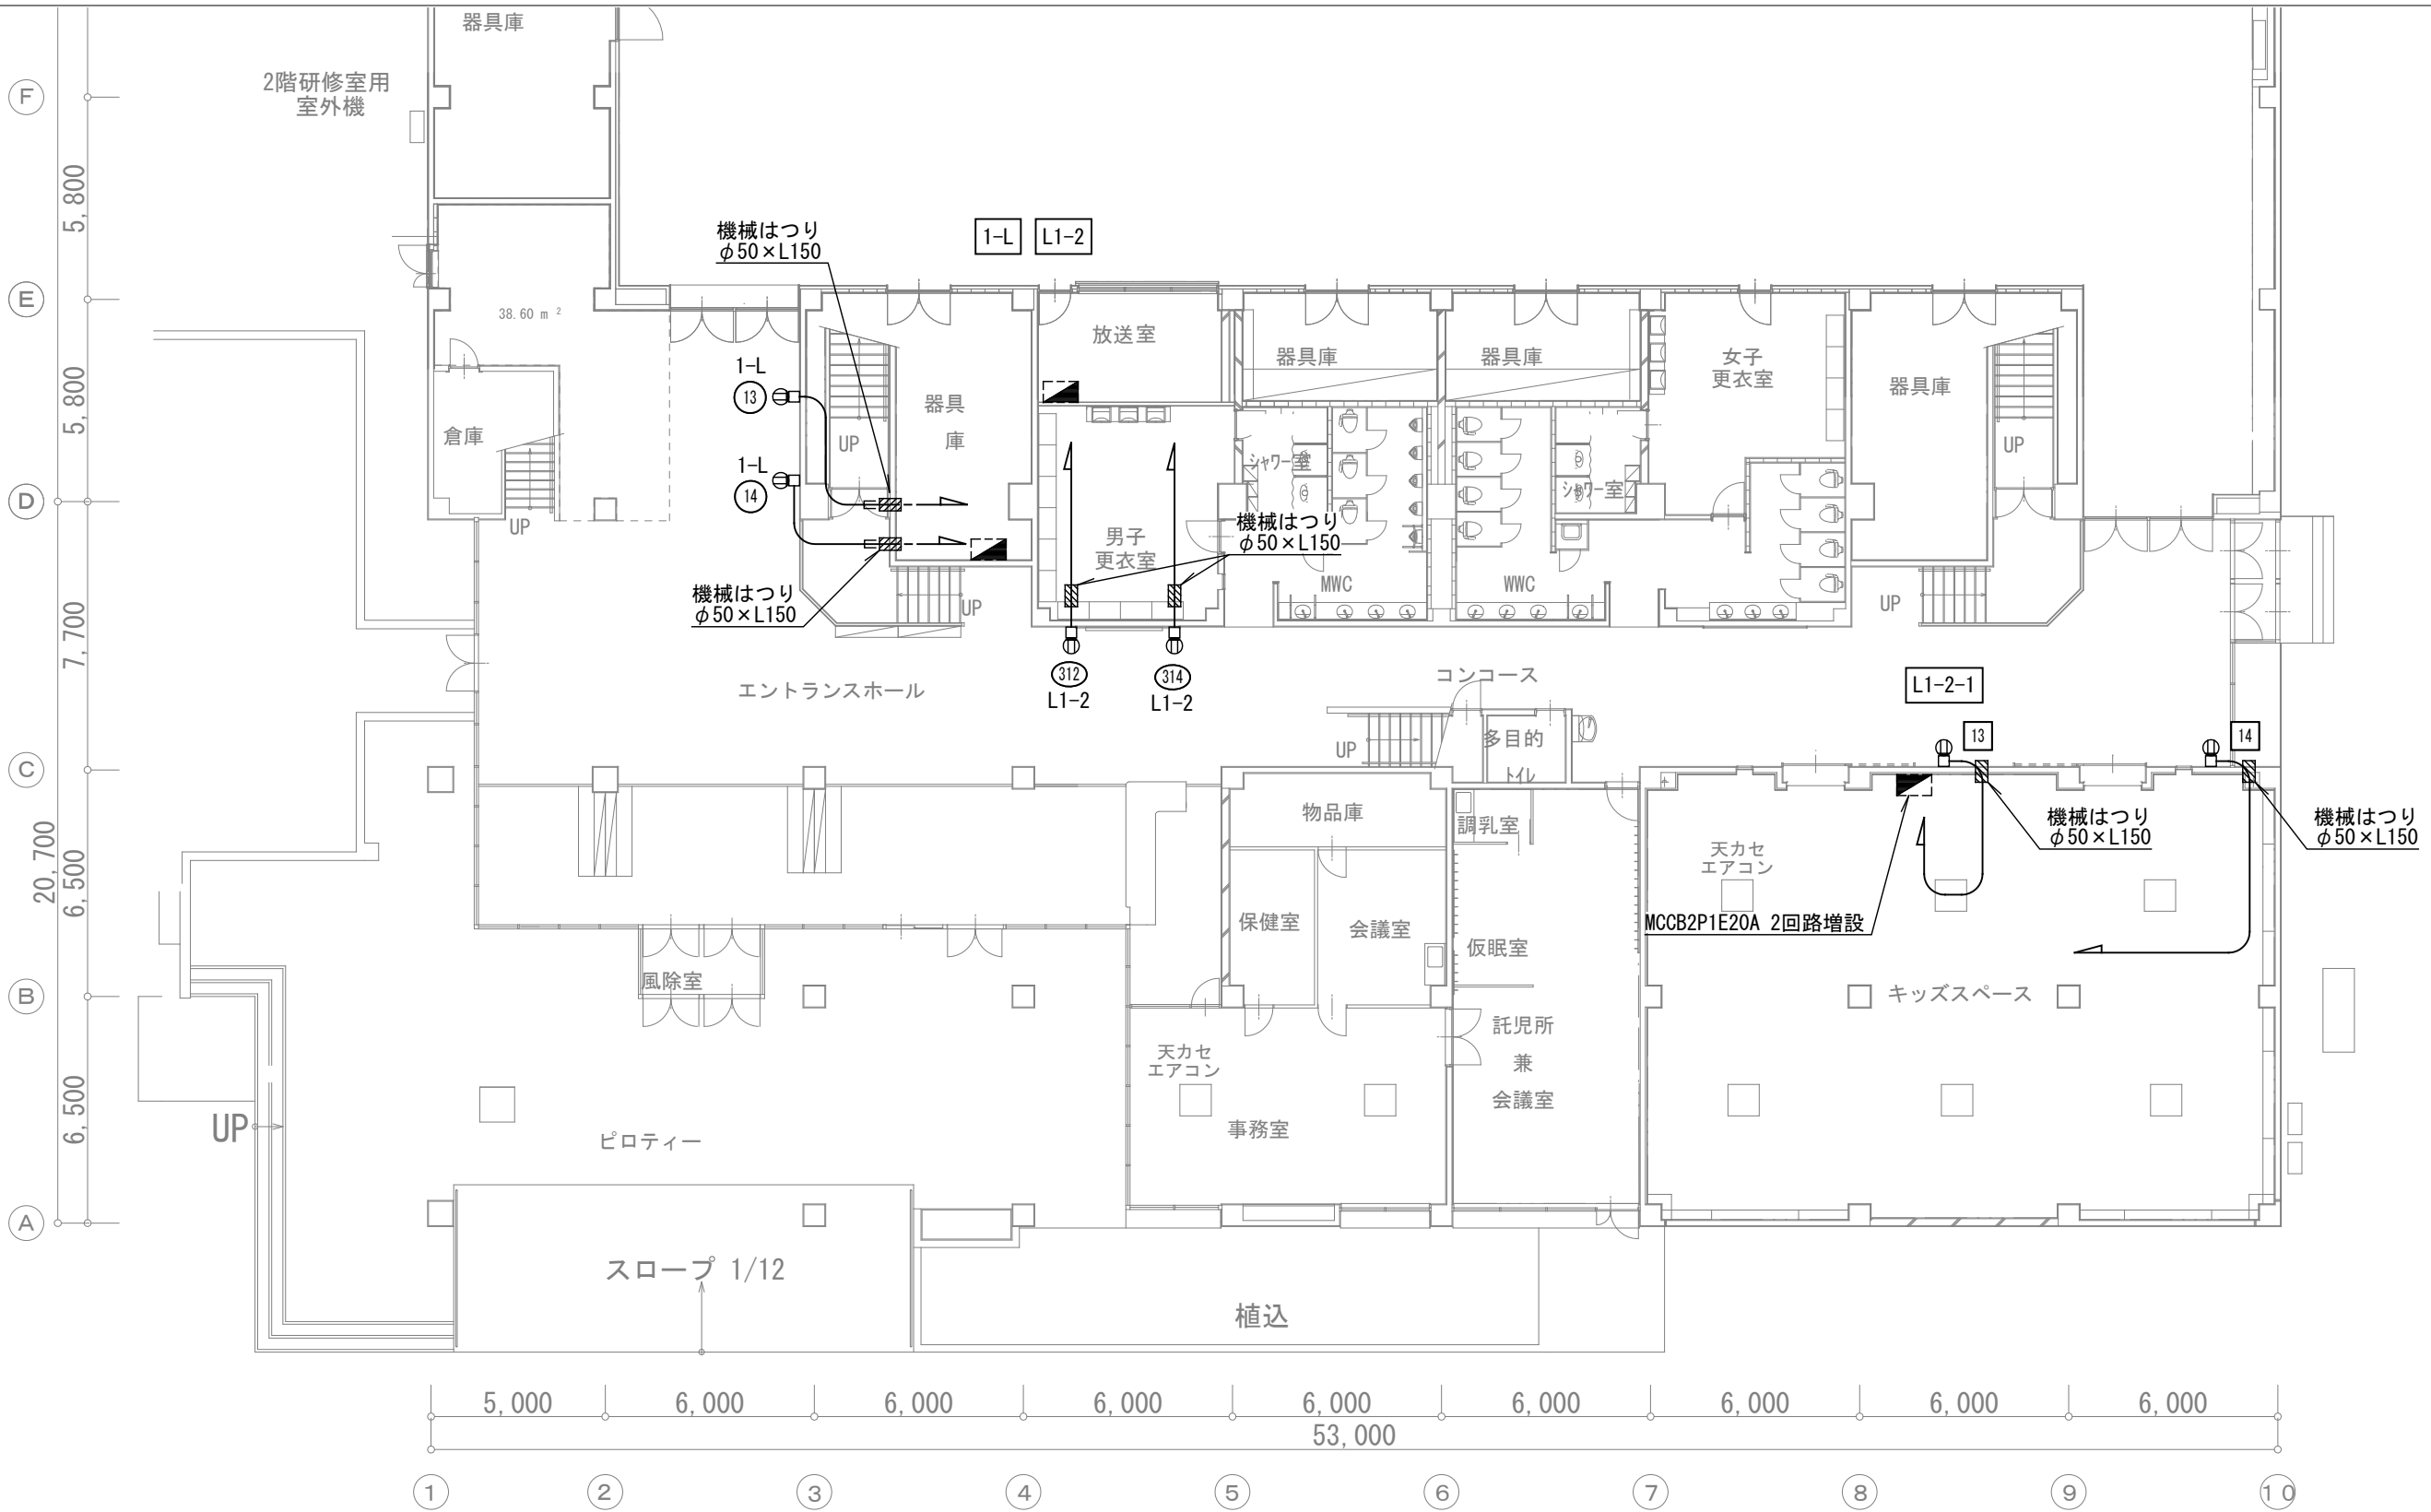 器具庫
2階研修室用
室外機
F
5,800
機械はつり
φ50×L150
1-L
L1-2
E
38.60 m ²
放送室
器具庫
器具庫
女子
更衣室
器具庫
1-L
13
器具
庫
5,800
倉庫
UP
UP
1-L
14
シャワー室
シャワー室
D
UP
機械はつり
φ50×L150
男子
更衣室
機械はつり
φ50×L150
MWC
WWC
UP
UP
7,700
312
L1-2
314
L1-2
エントランスホール
コンコース
L1-2-1
13
14
UP
多目的
トイレ
C
物品庫
調乳室
機械はつり
φ50×L150
機械はつり
φ50×L150
天カセ
エアコン
20,700
6,500
保健室
会議室
仮眠室
MCCB2P1E20A 2回路増設
風除室
B
キッズスペース
託児所
兼
会議室
天カセ
エアコン
6,500
UP
ピロティー
事務室
A
スロープ 1/12
植込
5,000
6,000
6,000
6,000
6,000
6,000
6,000
6,000
6,000
53,000
1
2
3
4
5
6
7
8
9
10